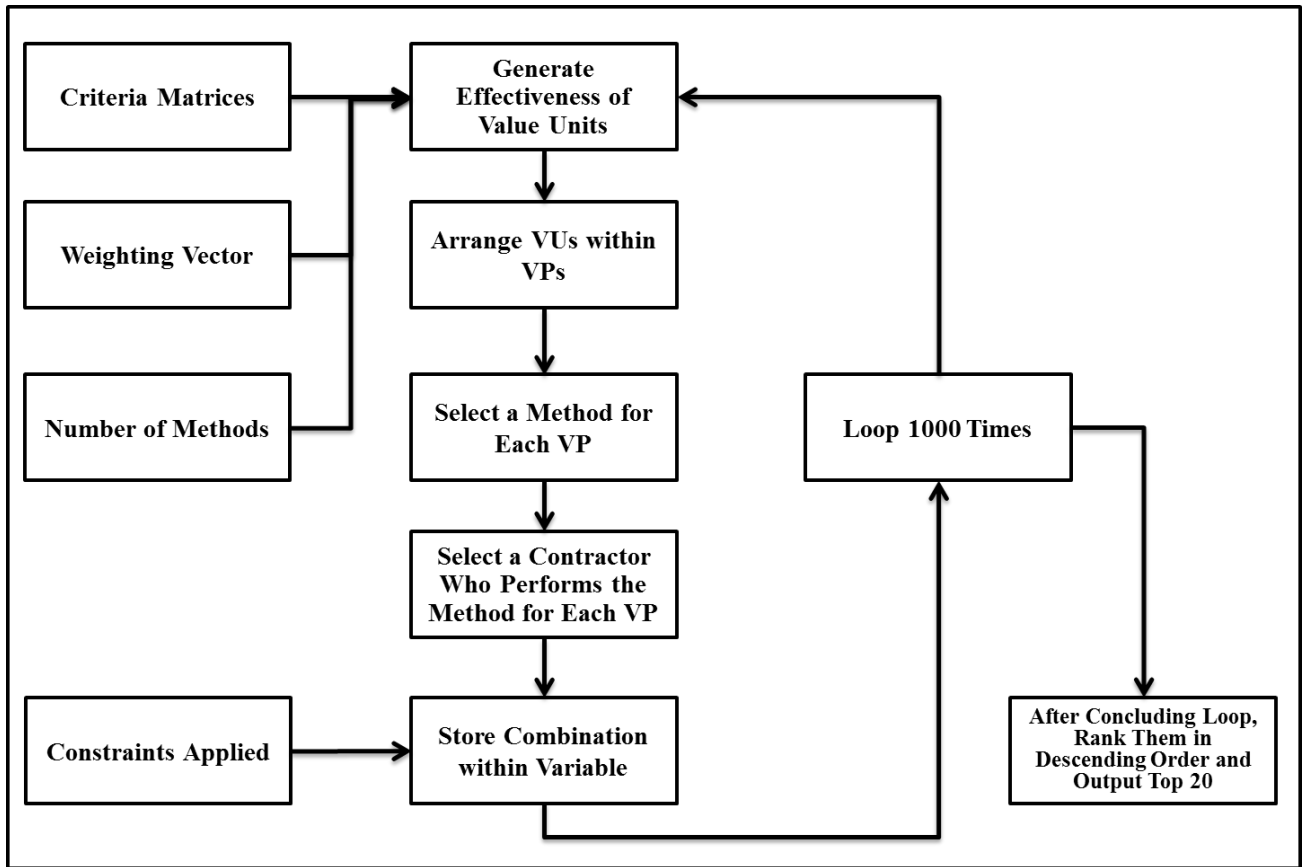 Criteria Matrices
Generate
Effectiveness of
Value Units
Weighting Vector
Arrange VUs within
VPs
Number of Methods
Select a Method for
Each VP
Loop 1000 Times
Select a Contractor
Who Performs the
Method for Each VP
Constraints Applied
Store Combination
within Variable
After Concluding Loop,
Rank Them in
Descending Order and
Output Top 20